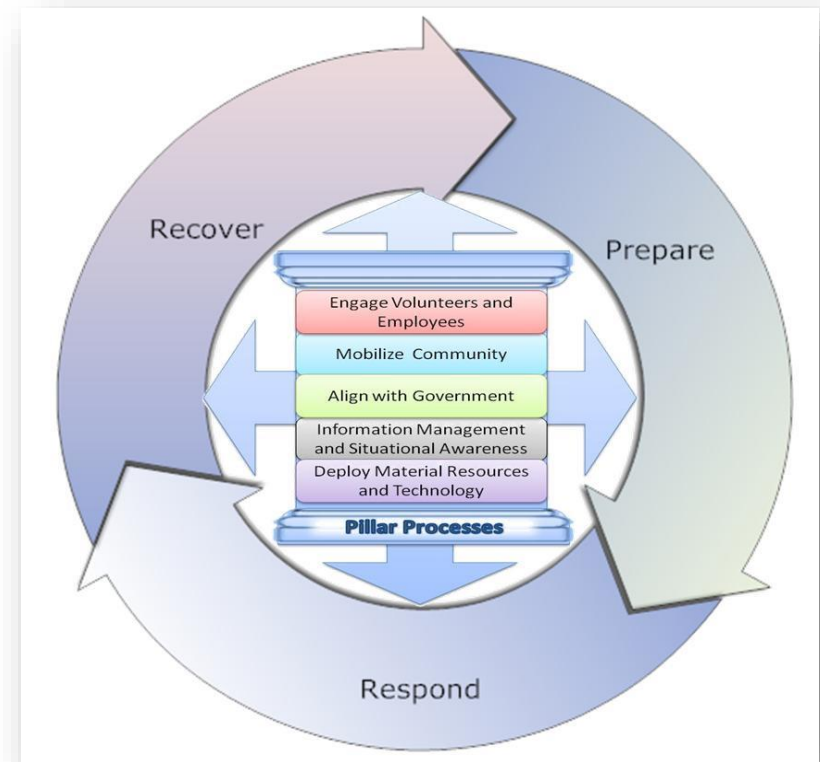 Recover
Prepare
Engage Volunteers and
Employees
Mobilize Community
Align with Government
Information Management
and Situational Awareness
Deploy Material Resources
and Technology
Pillar Processes
Respond